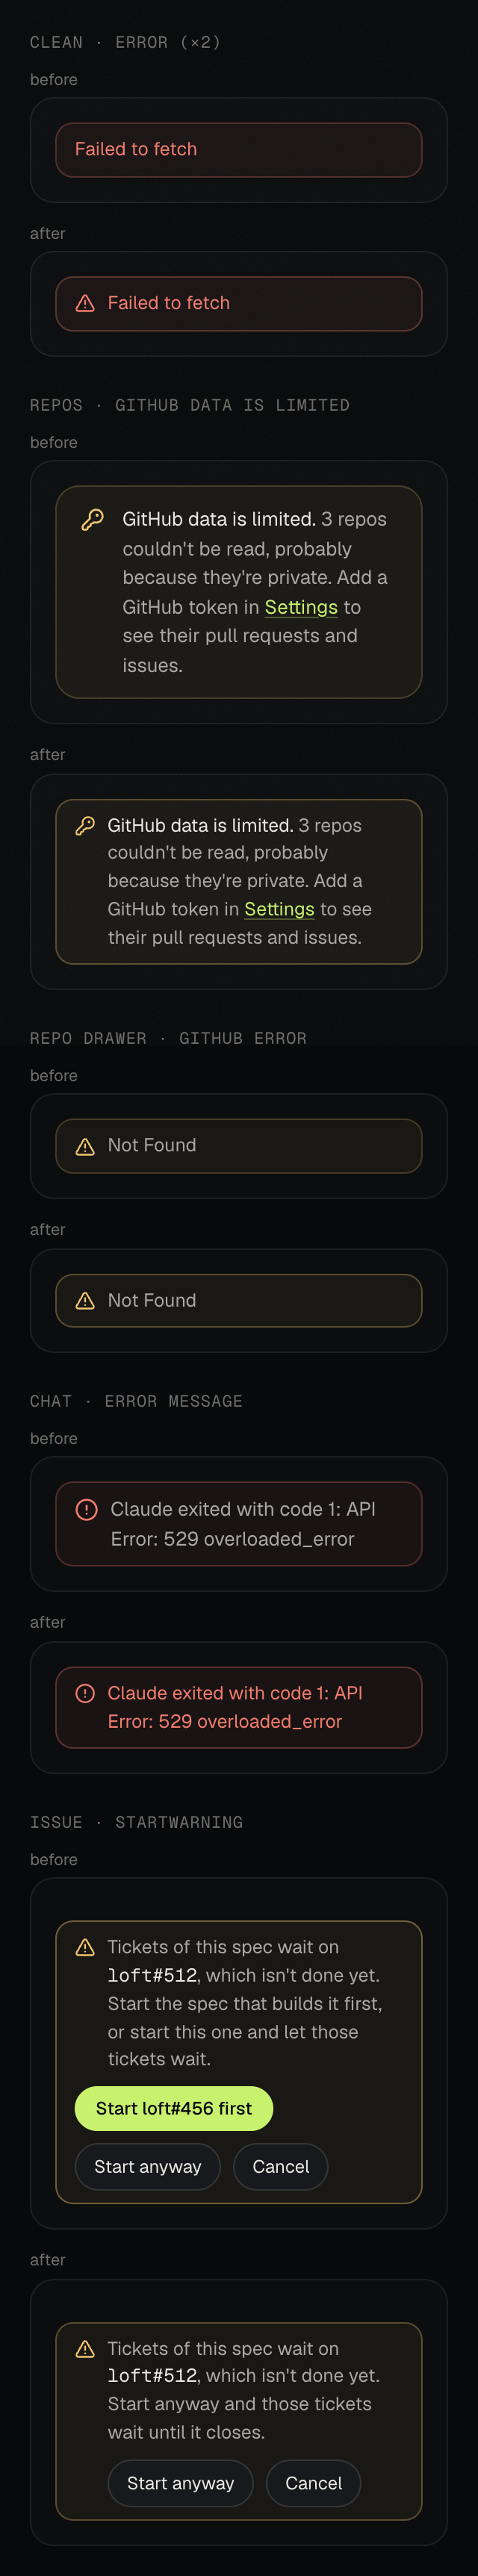 CLEAN · ERROR (×2)
before
Failed to fetch
after
Failed to fetch
REPOS · GITHUB DATA IS LIMITED
before
GitHub data is limited. 3 repos
couldn't be read, probably
because they're private. Add a
GitHub token in Settings to
see their pull requests and
issues.
after
GitHub data is limited. 3 repos
couldn't be read, probably
because they're private. Add a
GitHub token in Settings to see
their pull requests and issues.
REPO DRAWER · GITHUB ERROR
before
Not Found
after
Not Found
CHAT · ERROR MESSAGE
before
Claude exited with code 1: API
Error: 529 overloaded_error
after
Claude exited with code 1: API
Error: 529 overloaded_error
ISSUE · STARTWARNING
before
Tickets of this spec wait on
loft#512, which isn't done yet.
Start the spec that builds it first,
or start this one and let those
tickets wait.
Start loft#456 first
Start anyway
Cancel
after
Tickets of this spec wait on
loft#512, which isn't done yet.
Start anyway and those tickets
wait until it closes.
Start anyway
Cancel